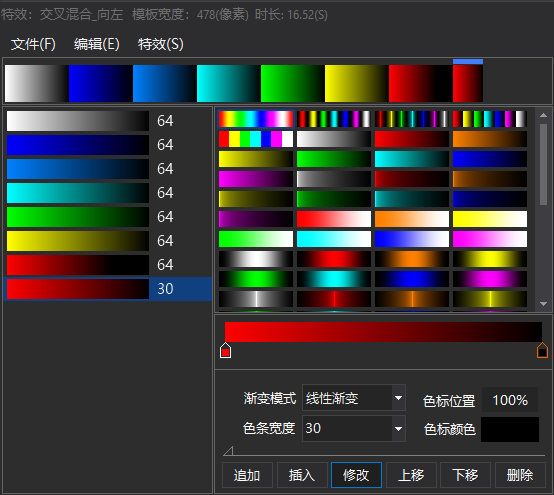 特效：交叉混合_向左 模板宽度：478(像素) 时长: 16.52(S)
文件(F) 编辑(E) 特效(S)
64
64
64
64
64
64
64
30
渐变模式 线性渐变 色标位置 100%
色条宽度 30 色标颜色
追加 插入 修改 上移 下移 删除